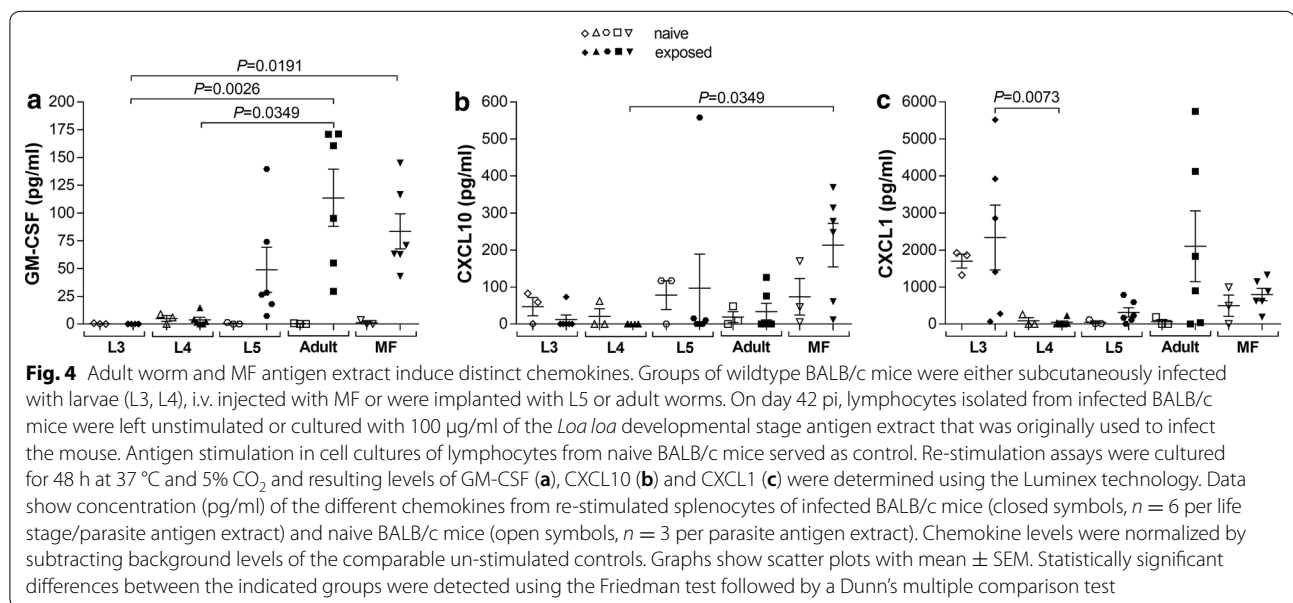 naive
exposed
a
P=0.0191
P=0.0026
P=0.0349
GM-CSF (pg/ml)
200
175
150
125
100
75
50
25
0
L3 L4 L5 Adult MF
b
P=0.0349
CXCL10 (pg/ml)
600
500
400
300
200
100
0
L3 L4 L5 Adult MF
c
P=0.0073
CXCL1 (pg/ml)
6000
5000
4000
3000
2000
1000
0
L3 L4 L5 Adult MF
Fig. 4 Adult worm and MF antigen extract induce distinct chemokines. Groups of wildtype BALB/c mice were either subcutaneously infected
with larvae (L3, L4), i.v. injected with MF or were implanted with L5 or adult worms. On day 42 pi, lymphocytes isolated from infected BALB/c
mice were left unstimulated or cultured with 100 µg/ml of the Loa loa developmental stage antigen extract that was originally used to infect
the mouse. Antigen stimulation in cell cultures of lymphocytes from naive BALB/c mice served as control. Re-stimulation assays were cultured
for 48 h at 37 °C and 5% CO₂ and resulting levels of GM-CSF (a), CXCL10 (b) and CXCL1 (c) were determined using the Luminex technology. Data
show concentration (pg/ml) of the different chemokines from re-stimulated splenocytes of infected BALB/c mice (closed symbols, n = 6 per life
stage/parasite antigen extract) and naive BALB/c mice (open symbols, n = 3 per parasite antigen extract). Chemokine levels were normalized by
subtracting background levels of the comparable un-stimulated controls. Graphs show scatter plots with mean ± SEM. Statistically significant
differences between the indicated groups were detected using the Friedman test followed by a Dunn's multiple comparison test